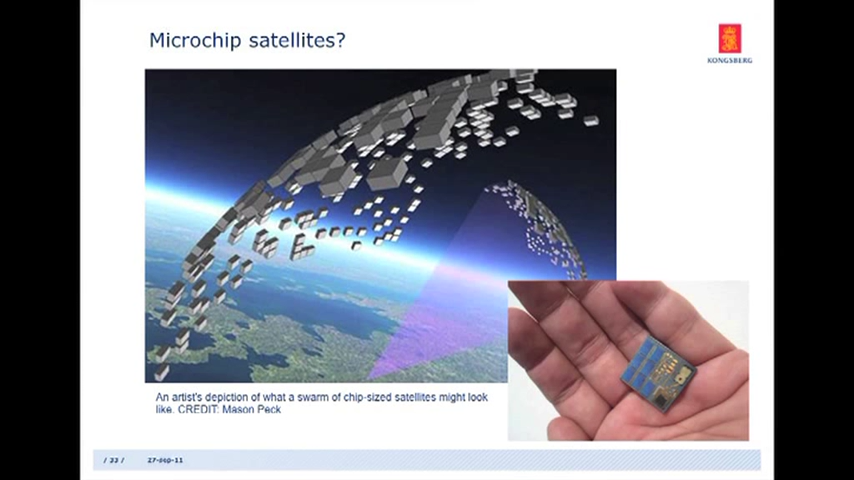 Microchip satellites?
KONGSBERG
An artist's depiction of what a swarm of chip-sized satellites might look
like. CREDIT: Mason Peck
/ 33 / 27-sep-11